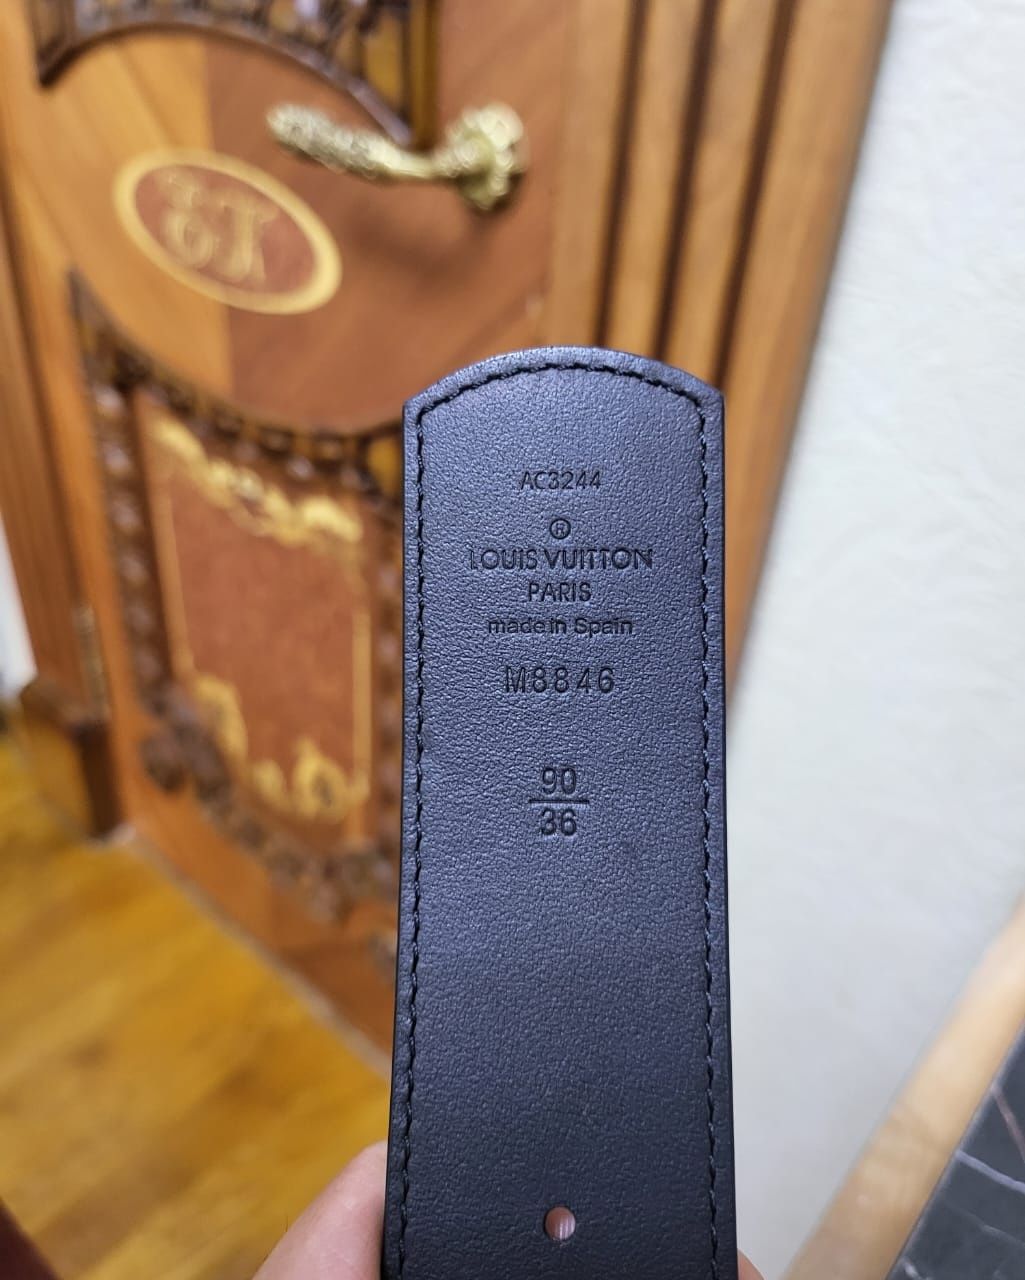 AC3244
®
LOUIS VUITTON
PARIS
made in Spain
M8846
90
36